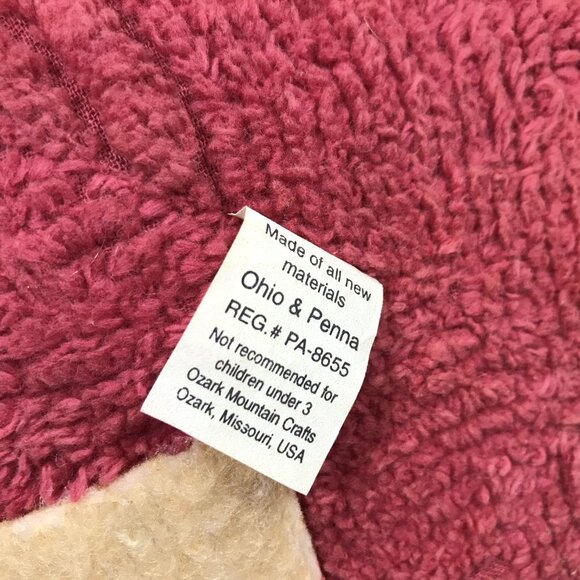 Made of all new
materials
Ohio & Penna
REG.# PA-8655
Not recommended for
children under 3
Ozark Mountain Crafts
Ozark, Missouri, USA